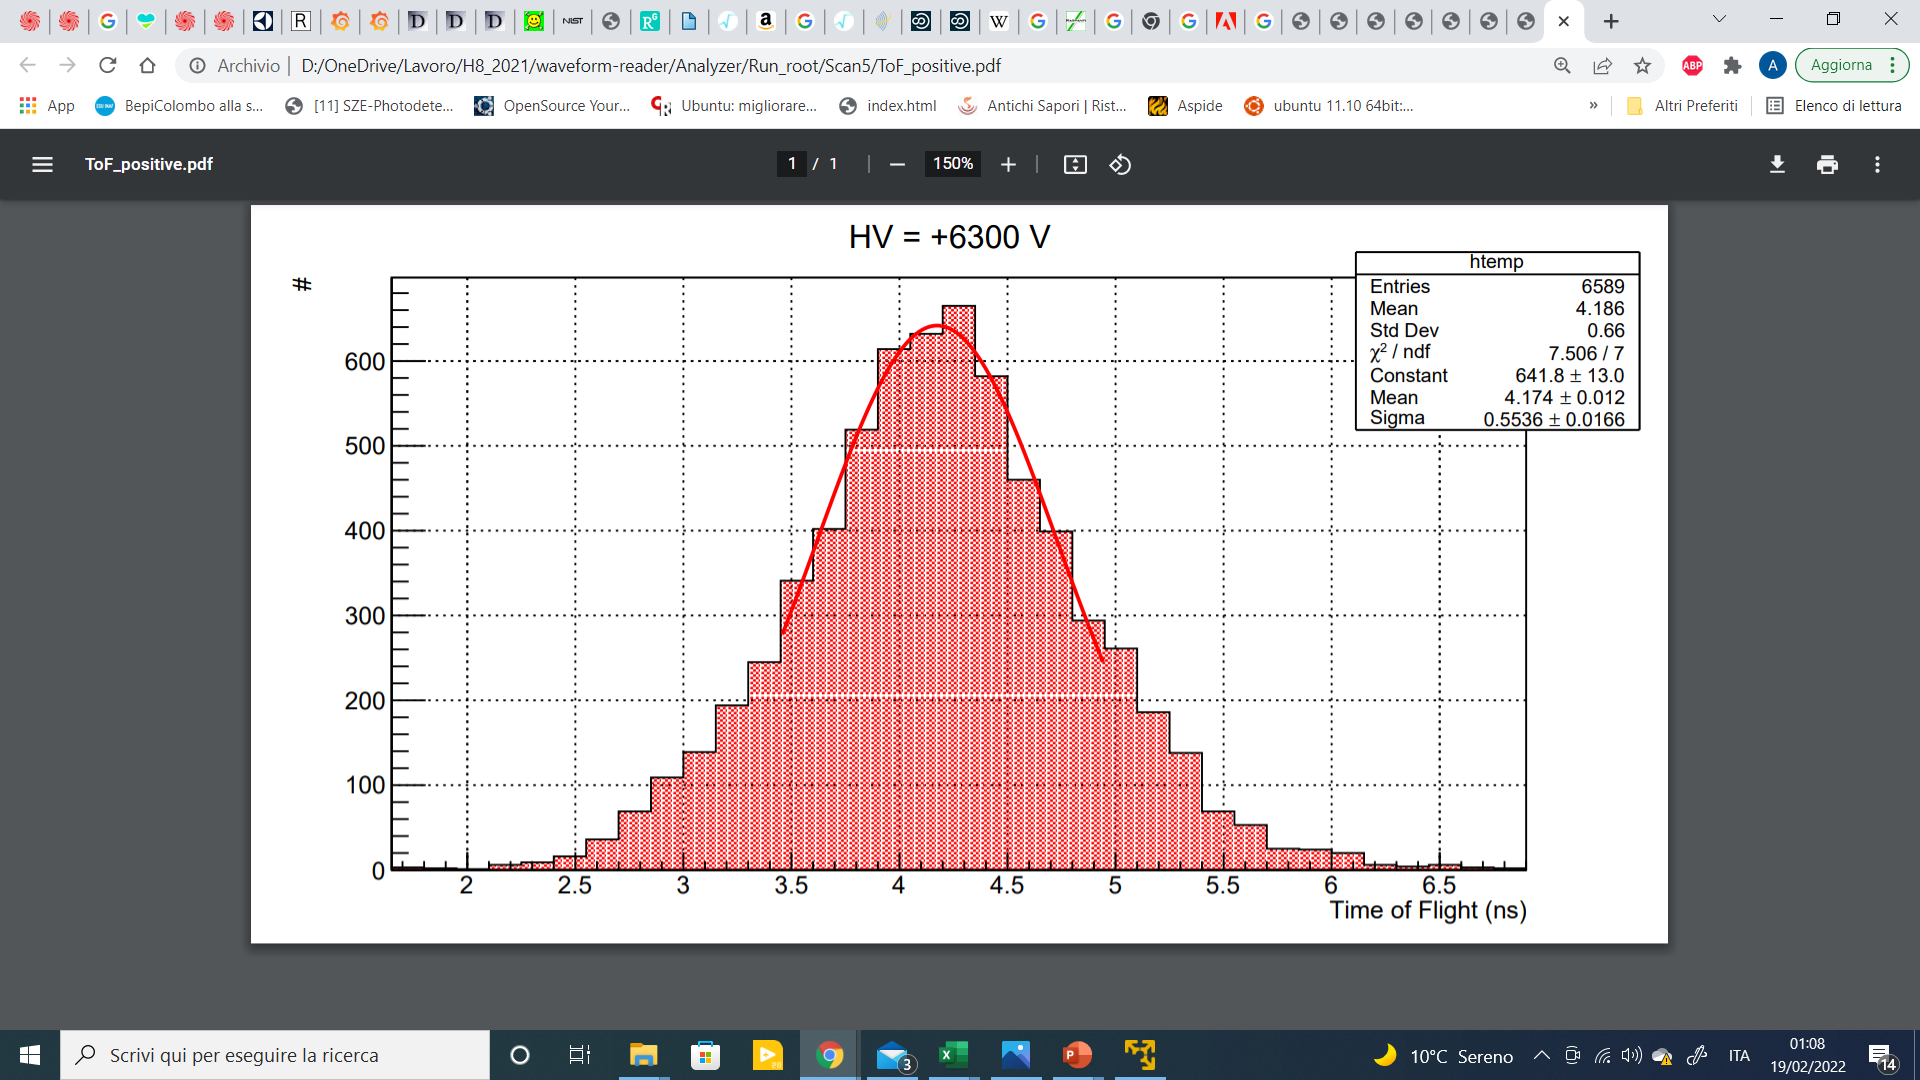 Archivio | D:/OneDrive/Lavoro/H8_2021/waveform-reader/Analyzer/Run_root/Scan5/ToF_positive.pdf
ABP
A
Aggiorna
App
BepiColombo alla s...
[11] SZE-Photodete...
OpenSource Your...
Ubuntu: migliorare...
index.html
Antichi Sapori | Rist...
Aspide
ubuntu 11.10 64bit:...
»
Altri Preferiti
Elenco di lettura
ToF_positive.pdf
1 / 1
150%
HV = +6300 V
#
htemp
Entries 6589
Mean 4.186
Std Dev 0.66
χ² / ndf 7.506 / 7
Constant 641.8 ± 13.0
Mean 4.174 ± 0.012
Sigma 0.5536 ± 0.0166
600
500
400
300
200
100
0
2 2.5 3 3.5 4 4.5 5 5.5 6 6.5
Time of Flight (ns)
Scrivi qui per eseguire la ricerca
3
10°C Sereno
ITA
01:08
19/02/2022
14